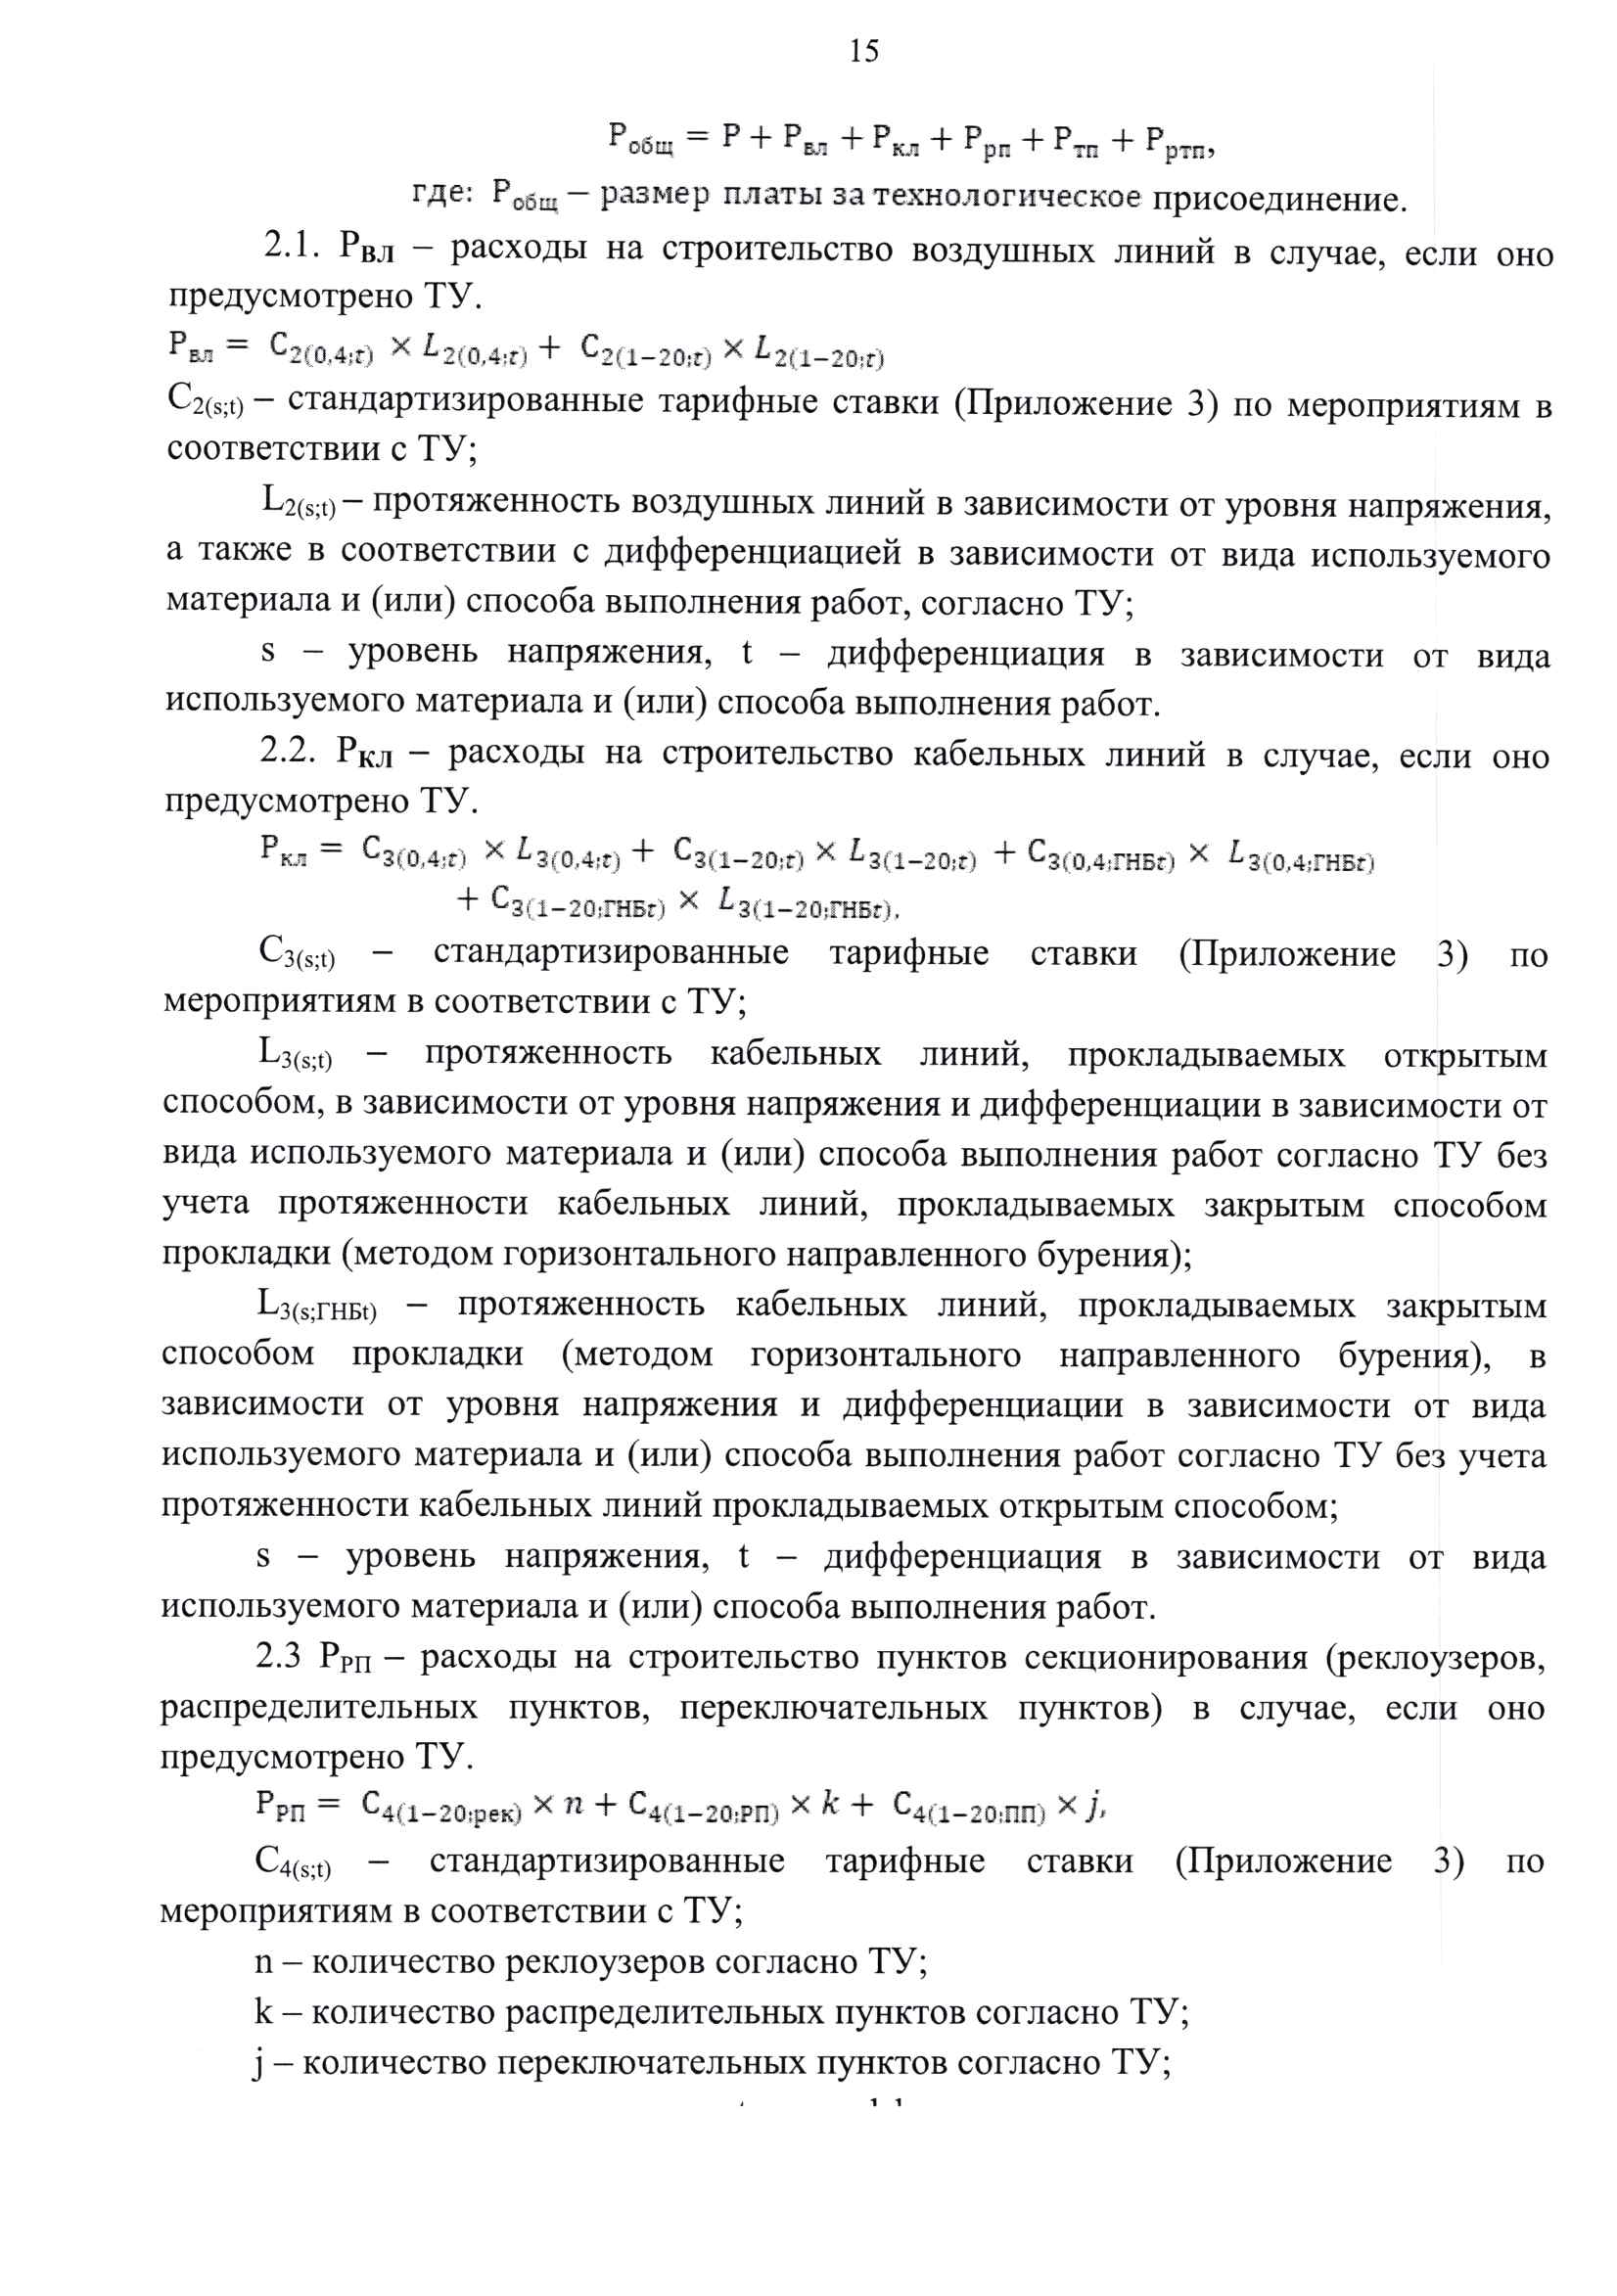 15
Pобщ = P + Pвл + Pкл + Pрп + Pтп + Pртп,
где: Pобщ – размер платы за технологическое присоединение.
2.1. РВЛ – расходы на строительство воздушных линий в случае, если оно
предусмотрено ТУ.
Pвл = C2(0,4;t) × L2(0,4;t) + C2(1–20;t) × L2(1–20;t)
С2(s;t) – стандартизированные тарифные ставки (Приложение 3) по мероприятиям в
соответствии с ТУ;
L2(s;t) – протяженность воздушных линий в зависимости от уровня напряжения,
а также в соответствии с дифференциацией в зависимости от вида используемого
материала и (или) способа выполнения работ, согласно ТУ;
s – уровень напряжения, t – дифференциация в зависимости от вида
используемого материала и (или) способа выполнения работ.
2.2. РКЛ – расходы на строительство кабельных линий в случае, если оно
предусмотрено ТУ.
Pкл = C3(0,4;t) × L3(0,4;t) + C3(1–20;t) × L3(1–20;t) + C3(0,4;ГНБt) × L3(0,4;ГНБt)
+ C3(1–20;ГНБt) × L3(1–20;ГНБt),
С3(s;t) – стандартизированные тарифные ставки (Приложение 3) по
мероприятиям в соответствии с ТУ;
L3(s;t) – протяженность кабельных линий, прокладываемых открытым
способом, в зависимости от уровня напряжения и дифференциации в зависимости от
вида используемого материала и (или) способа выполнения работ согласно ТУ без
учета протяженности кабельных линий, прокладываемых закрытым способом
прокладки (методом горизонтального направленного бурения);
L3(s;ГНБt) – протяженность кабельных линий, прокладываемых закрытым
способом прокладки (методом горизонтального направленного бурения), в
зависимости от уровня напряжения и дифференциации в зависимости от вида
используемого материала и (или) способа выполнения работ согласно ТУ без учета
протяженности кабельных линий прокладываемых открытым способом;
s – уровень напряжения, t – дифференциация в зависимости от вида
используемого материала и (или) способа выполнения работ.
2.3 РРП – расходы на строительство пунктов секционирования (реклоузеров,
распределительных пунктов, переключательных пунктов) в случае, если оно
предусмотрено ТУ.
PРП = C4(1–20;рек) × n + C4(1–20;РП) × k + C4(1–20;ПП) × j,
С4(s;t) – стандартизированные тарифные ставки (Приложение 3) по
мероприятиям в соответствии с ТУ;
n – количество реклоузеров согласно ТУ;
k – количество распределительных пунктов согласно ТУ;
j – количество переключательных пунктов согласно ТУ;